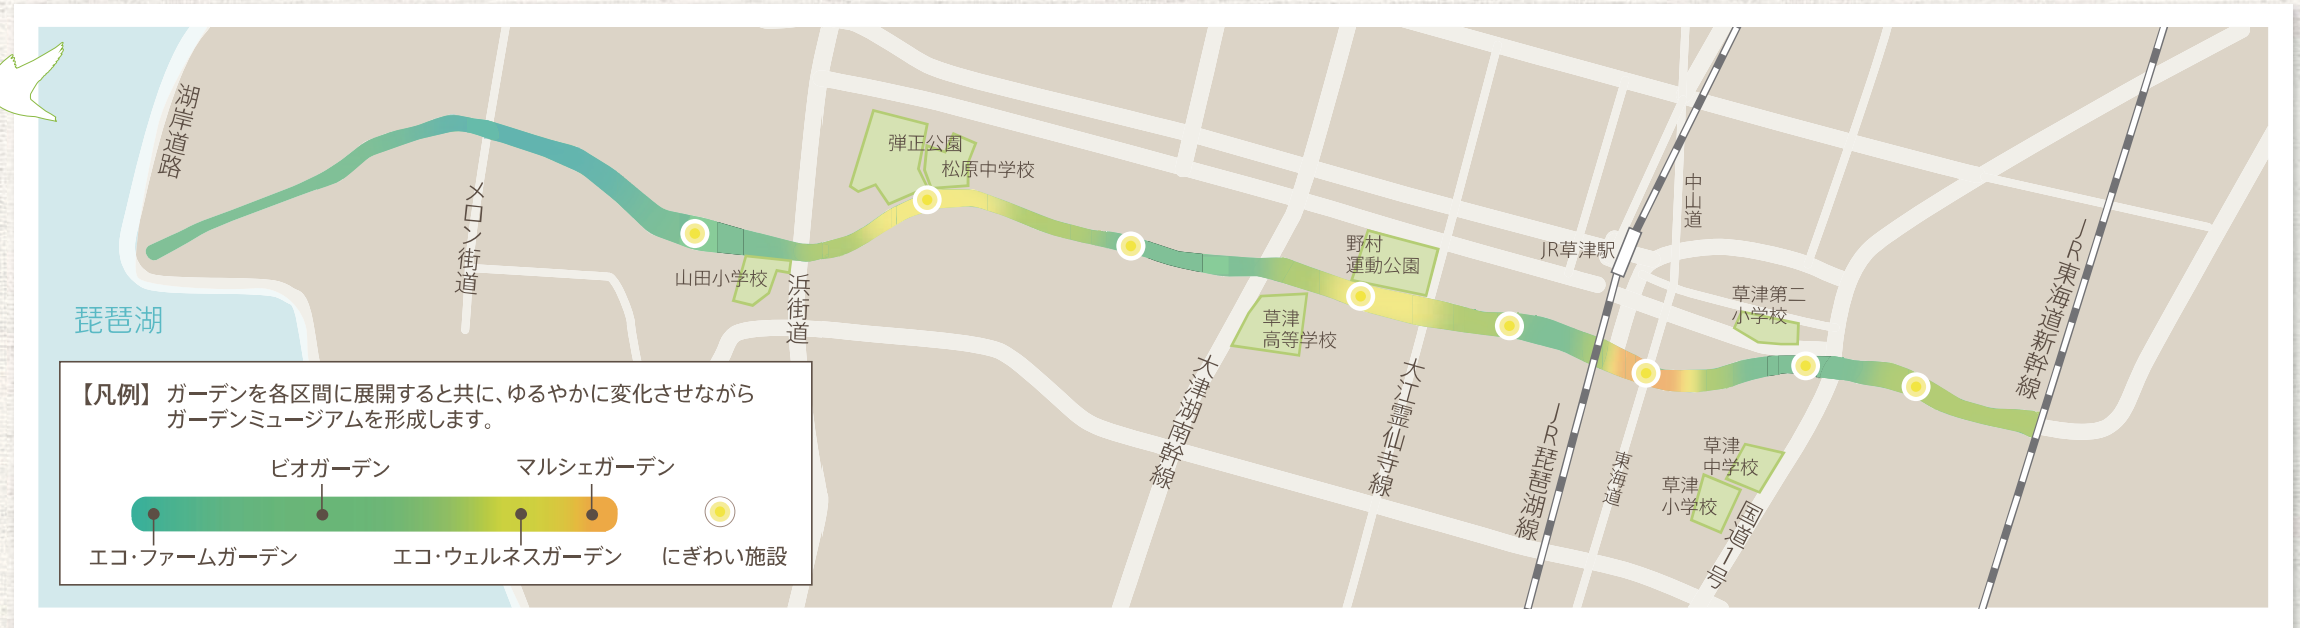 湖岸道路
メロン街道
琵琶湖
山田小学校
浜街道
弾正公園
松原中学校
野村
運動公園
草津
高等学校
大津湖南幹線
大江霊仙寺線
JR草津駅
中山道
JR琵琶湖線
東海道
草津第二
小学校
草津
中学校
草津
小学校
国道1号
JR東海道新幹線
【凡例】 ガーデンを各区間に展開すると共に、ゆるやかに変化させながら
ガーデンミュージアムを形成します。
ビオガーデン
マルシェガーデン
エコ・ファームガーデン
エコ・ウェルネスガーデン
にぎわい施設